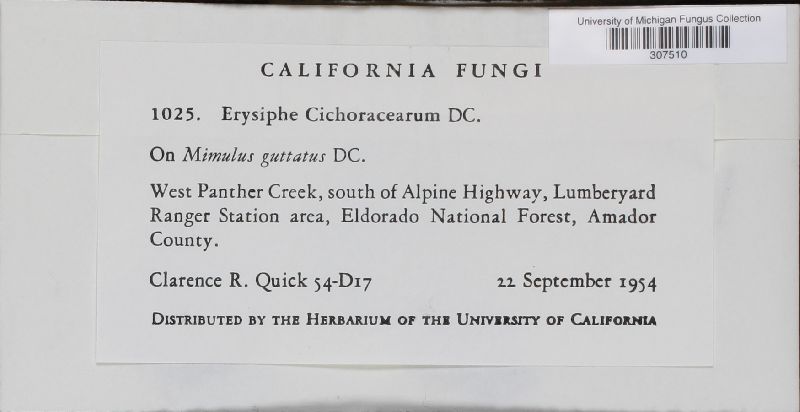 University of Michigan Fungus Collection
307510
CALIFORNIA FUNGI
1025. Erysiphe Cichoracearum DC.
On Mimulus guttatus DC.
West Panther Creek, south of Alpine Highway, Lumberyard
Ranger Station area, Eldorado National Forest, Amador
County.
Clarence R. Quick 54-D17 22 September 1954
DISTRIBUTED BY THE HERBARIUM OF THE UNIVERSITY OF CALIFORNIA